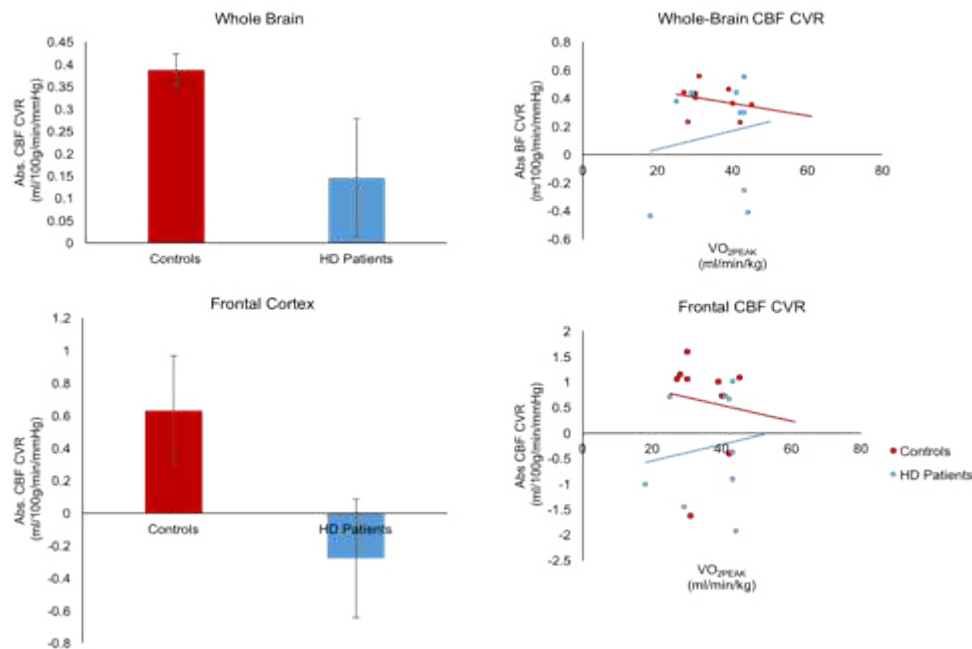 Whole Brain
0.45
0.4
0.35
0.3
0.25
0.2
0.15
0.1
0.05
0
Abs. CBF CVR
(ml/100g/min/mmHg)
Controls
HD Patients
Whole-Brain CBF CVR
0.8
0.6
0.4
0.2
0
-0.2
-0.4
-0.6
Abs BF CVR
(m/100g/min/mmHg)
0
20
40
60
80
VO2PEAK
(ml/min/kg)
Frontal Cortex
1.2
1
0.8
0.6
0.4
0.2
0
-0.2
-0.4
-0.6
-0.8
Abs. CBF CVR
(ml/100g/min/mmHg)
Controls
HD Patients
Frontal CBF CVR
2
1.5
1
0.5
0
-0.5
-1
-1.5
-2
-2.5
Abs CBF CVR
(ml/100g/min/mmHg)
0
20
40
60
80
VO2PEAK
(ml/min/kg)
Controls
HD Patients